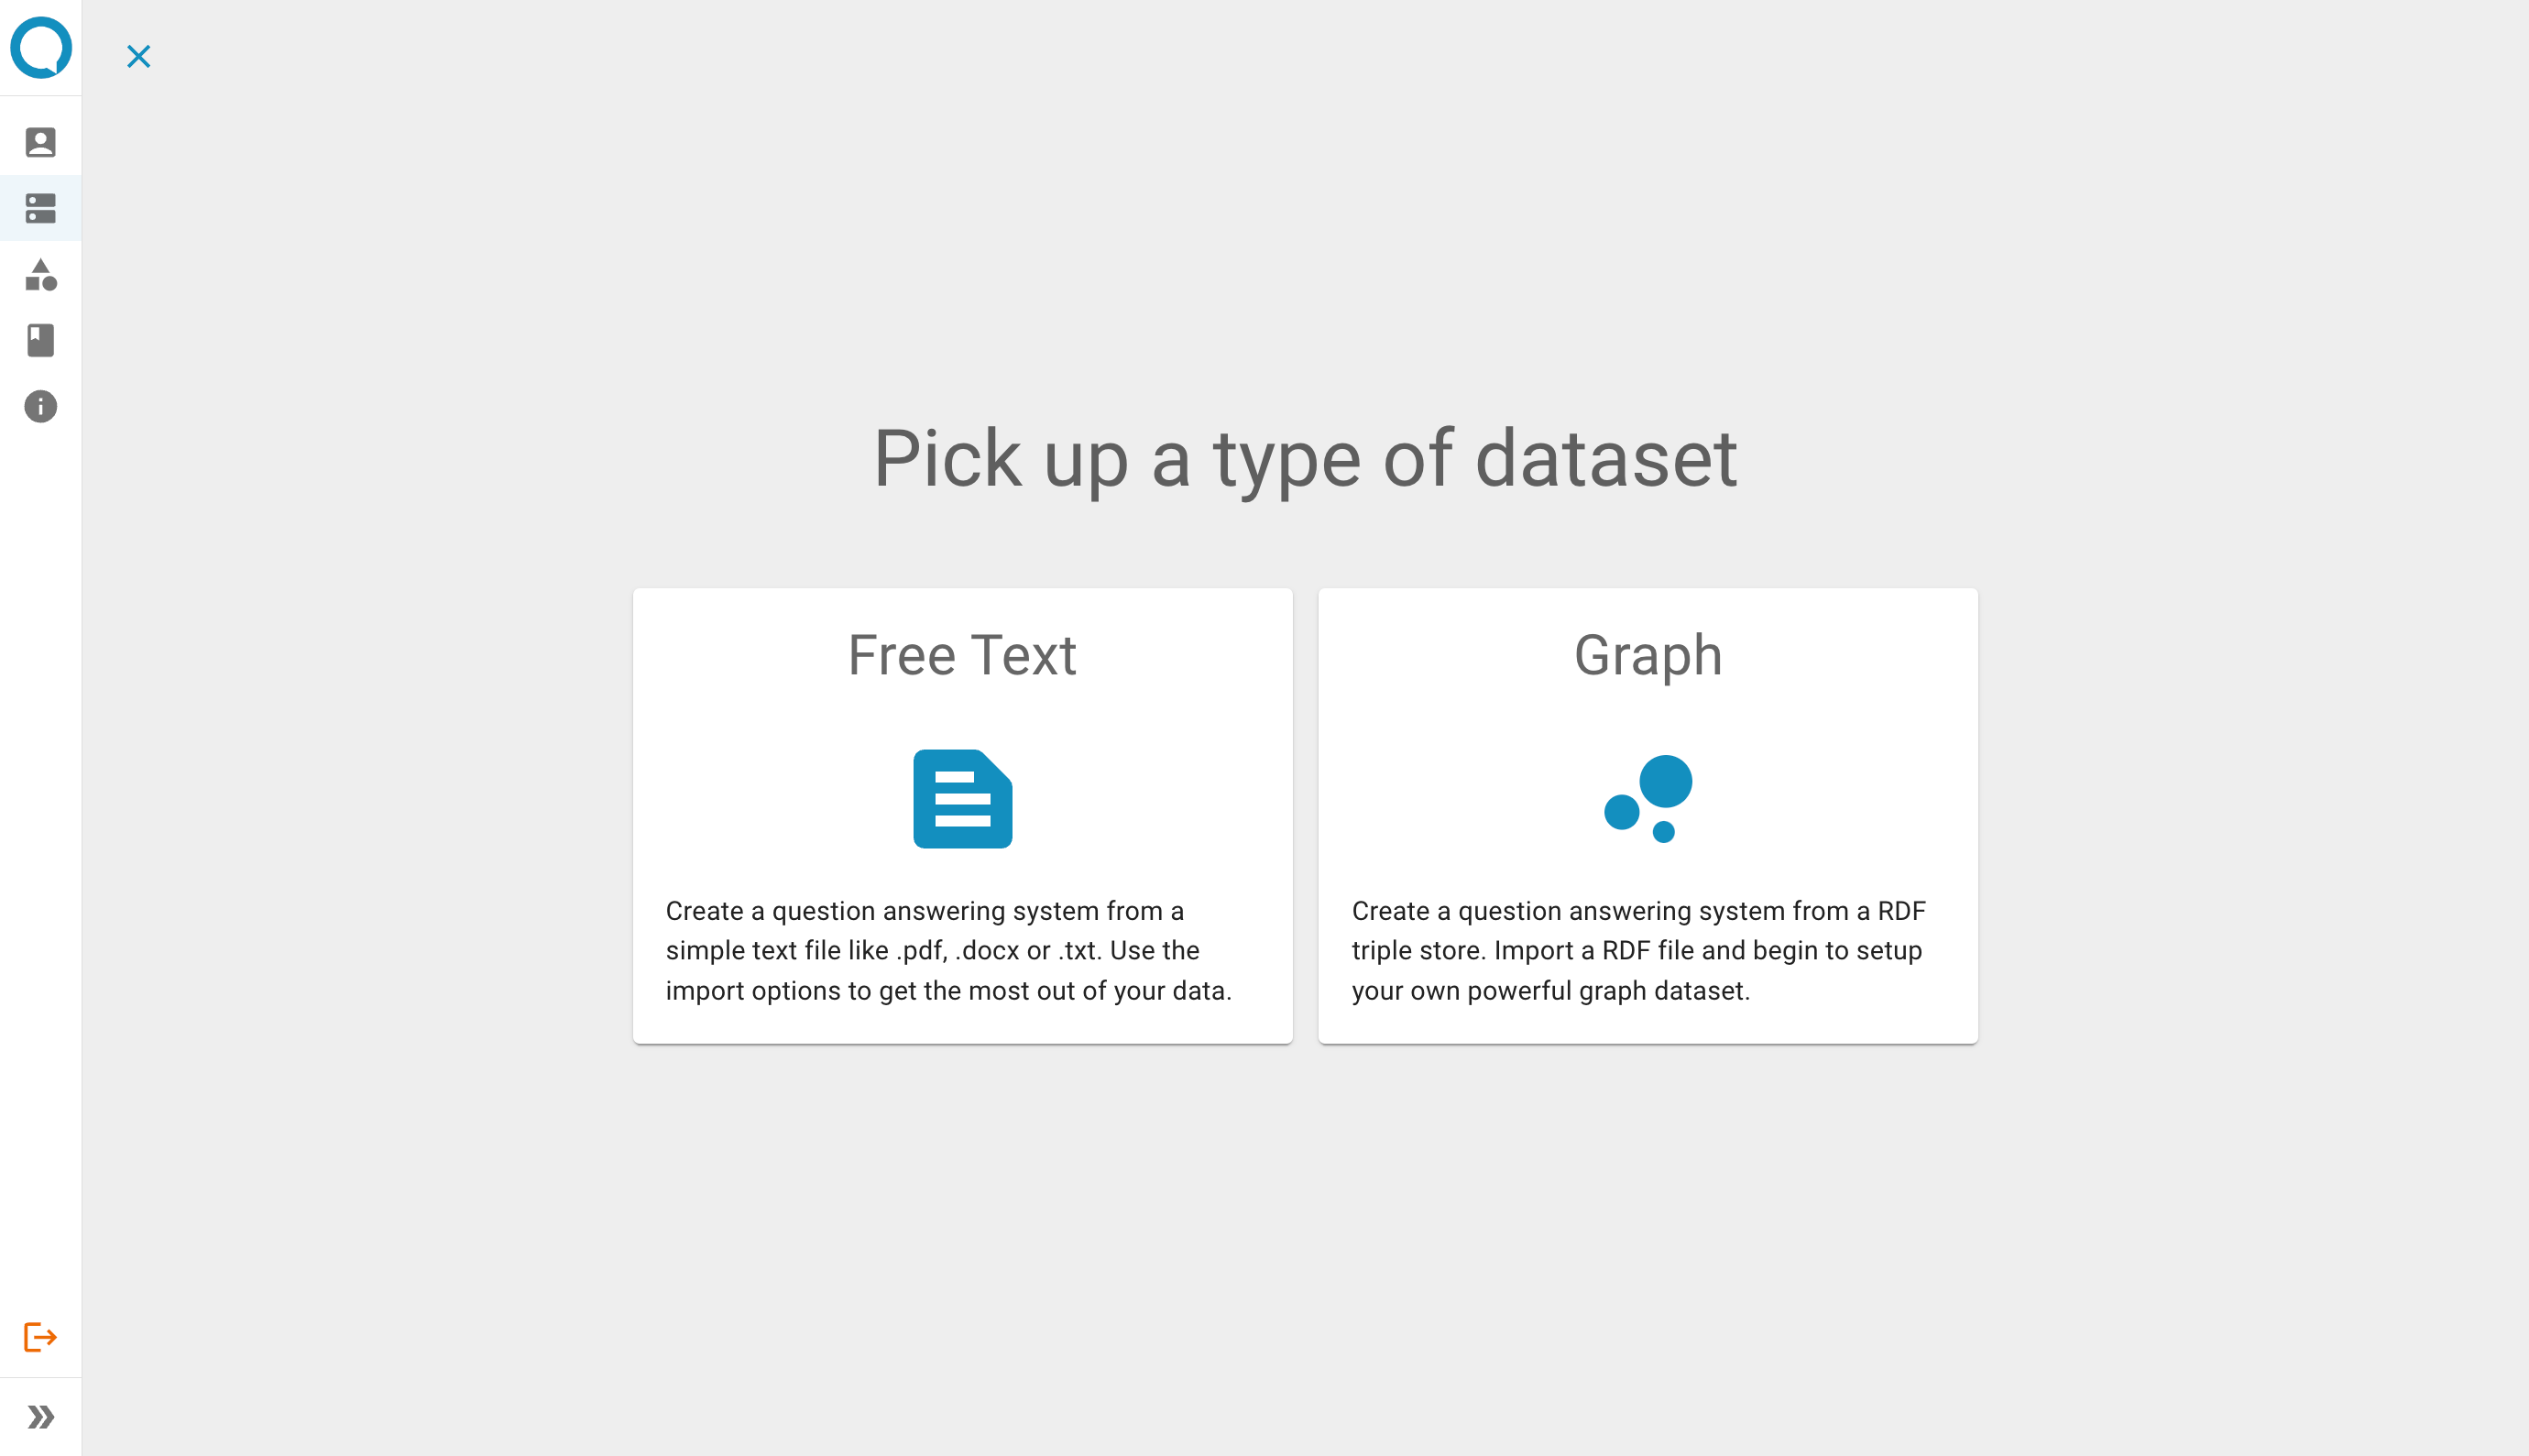 Pick up a type of dataset
Free Text
Create a question answering system from a
simple text file like .pdf, .docx or .txt. Use the
import options to get the most out of your data.
Graph
Create a question answering system from a RDF
triple store. Import a RDF file and begin to setup
your own powerful graph dataset.